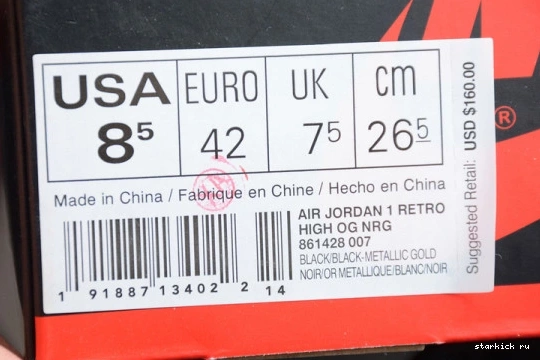 USA EURO UK cm
8⁵ 42 7⁵ 26⁵
Made in China / Fabriqué en Chine / Hecho en China
AIR JORDAN 1 RETRO
HIGH OG NRG
861428 007
BLACK/BLACK-METALLIC GOLD
NOIR/OR METALLIQUE/BLANC/NOIR
1 91887 13402 2 14
Suggested Retail: USD $160.00
®
starkick ru